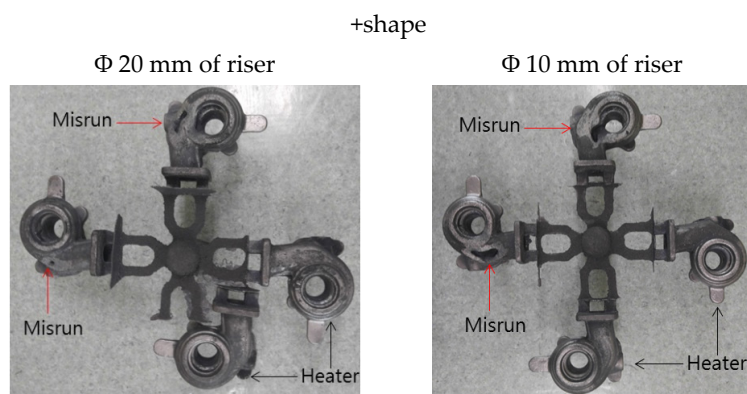 +shape
Φ 20 mm of riser
Φ 10 mm of riser
Misrun
Misrun
Heater
Misrun
Misrun
Heater